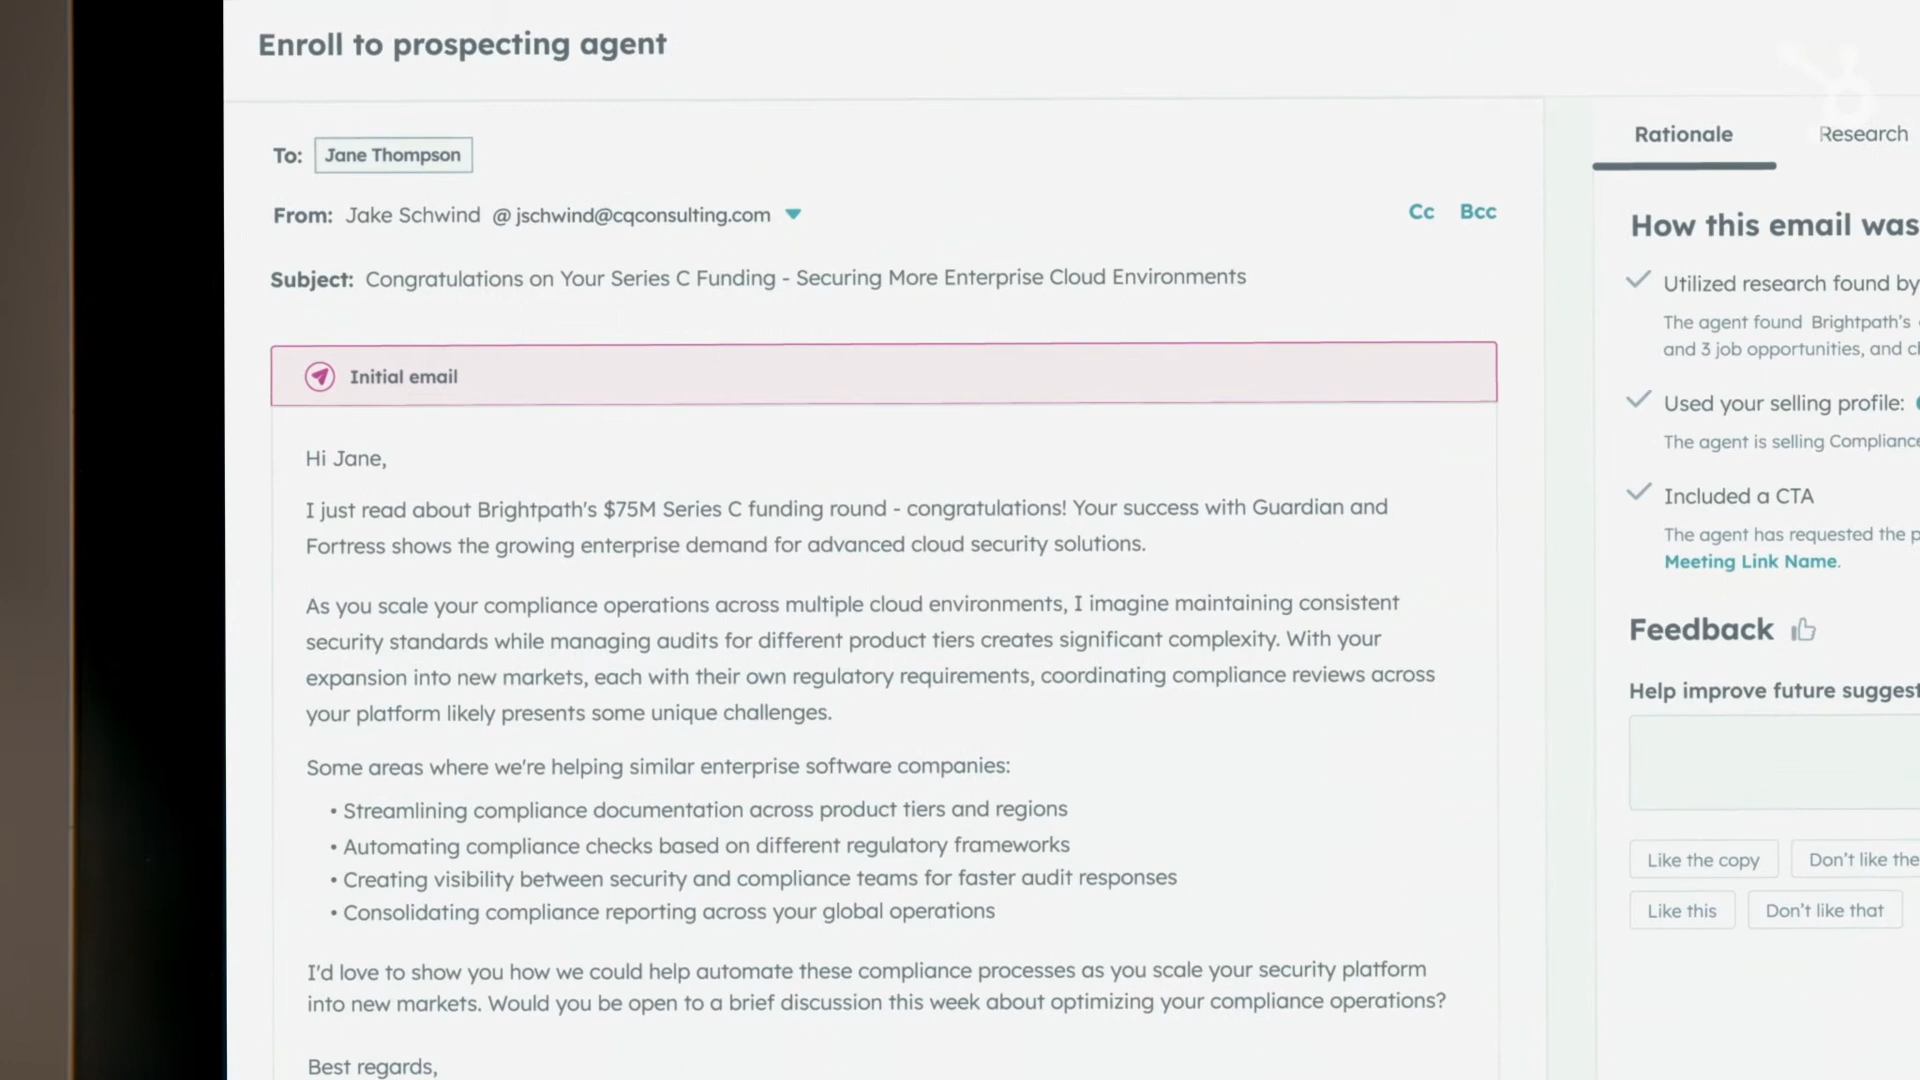 Enroll to prospecting agent
To: Jane Thompson
From: Jake Schwind @ jschwind@cqconsulting.com
Cc Bcc
Subject: Congratulations on Your Series C Funding - Securing More Enterprise Cloud Environments
Initial email
Hi Jane,
I just read about Brightpath's $75M Series C funding round - congratulations! Your success with Guardian and
Fortress shows the growing enterprise demand for advanced cloud security solutions.
As you scale your compliance operations across multiple cloud environments, I imagine maintaining consistent
security standards while managing audits for different product tiers creates significant complexity. With your
expansion into new markets, each with their own regulatory requirements, coordinating compliance reviews across
your platform likely presents some unique challenges.
Some areas where we're helping similar enterprise software companies:
• Streamlining compliance documentation across product tiers and regions
• Automating compliance checks based on different regulatory frameworks
• Creating visibility between security and compliance teams for faster audit responses
• Consolidating compliance reporting across your global operations
I'd love to show you how we could help automate these compliance processes as you scale your security platform
into new markets. Would you be open to a brief discussion this week about optimizing your compliance operations?
Best regards,
Rationale Research
How this email was
Utilized research found by
The agent found Brightpath's
and 3 job opportunities, and
Used your selling profile:
The agent is selling Compliance
Included a CTA
The agent has requested the
Meeting Link Name.
Feedback
Help improve future
Like the copy Don't like the
Like this Don't like that